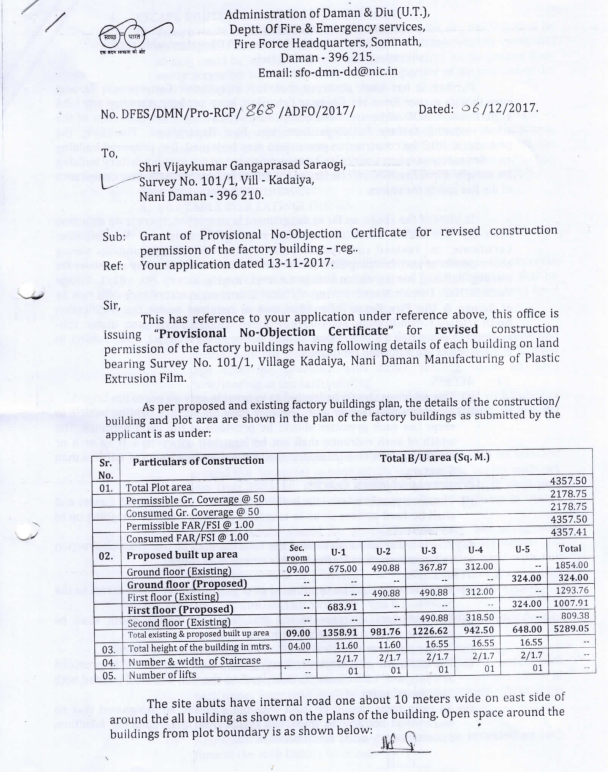 स्वच्छ भारत
एक कदम स्वच्छता की ओर
Administration of Daman & Diu (U.T.),
Deptt. Of Fire & Emergency services,
Fire Force Headquarters, Somnath,
Daman - 396 215.
Email: sfo-dmn-dd@nic.in
No. DFES/DMN/Pro-RCP/ 868 /ADFO/2017/ Dated: 06/12/2017.
To,
Shri Vijaykumar Gangaprasad Saraogi,
Survey No. 101/1, Vill - Kadaiya,
Nani Daman - 396 210.
Sub: Grant of Provisional No-Objection Certificate for revised construction
permission of the factory building – reg..
Ref: Your application dated 13-11-2017.
Sir,
This has reference to your application under reference above, this office is
issuing "Provisional No-Objection Certificate" for revised construction
permission of the factory buildings having following details of each building on land
bearing Survey No. 101/1, Village Kadaiya, Nani Daman Manufacturing of Plastic
Extrusion Film.
As per proposed and existing factory buildings plan, the details of the construction/
building and plot area are shown in the plan of the factory buildings as submitted by the
applicant is as under:
Sr. No. Particulars of Construction Total B/U area (Sq. M.)
01. Total Plot area 4357.50
Permissible Gr. Coverage @ 50 2178.75
Consumed Gr. Coverage @ 50 2178.75
Permissible FAR/FSI @ 1.00 4357.50
Consumed FAR/FSI @ 1.00 4357.41
02. Proposed built up area Sec. room U-1 U-2 U-3 U-4 U-5 Total
Ground floor (Existing) 09.00 675.00 490.88 367.87 312.00 -- 1854.00
Ground floor (Proposed) -- -- -- -- -- 324.00 324.00
First floor (Existing) -- -- 490.88 490.88 312.00 -- 1293.76
First floor (Proposed) -- 683.91 -- -- -- 324.00 1007.91
Second floor (Existing) -- -- -- 490.88 318.50 -- 809.38
Total existing & proposed built up area 09.00 1358.91 981.76 1226.62 942.50 648.00 5289.05
03. Total height of the building in mtrs. 04.00 11.60 11.60 16.55 16.55 16.55 --
04. Number & width of Staircase -- 2/1.7 2/1.7 2/1.7 2/1.7 2/1.7 --
05. Number of lifts -- 01 01 01 01 01 --
The site abuts have internal road one about 10 meters wide on east side of
around the all building as shown on the plans of the building. Open space around the
buildings from plot boundary is as shown below: